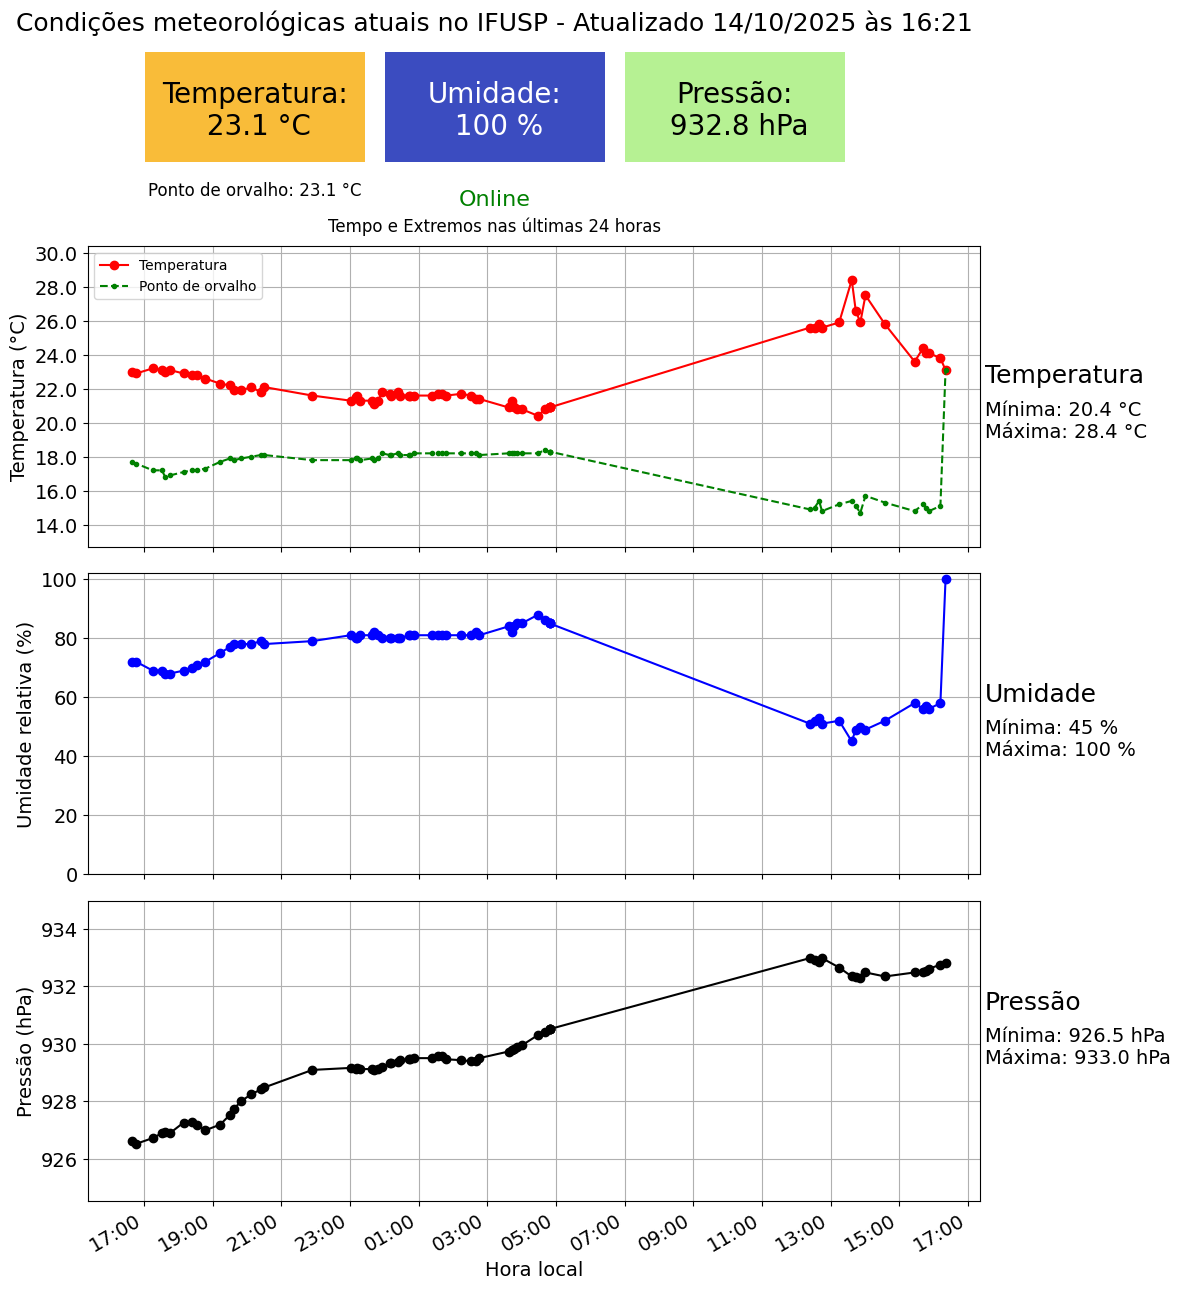 Condições meteorológicas atuais no IFUSP - Atualizado 14/10/2025 às 16:21
Temperatura:
23.1 °C
Umidade:
100 %
Pressão:
932.8 hPa
Ponto de orvalho: 23.1 °C
Online
Tempo e Extremos nas últimas 24 horas
Temperatura (°C)
30.0
28.0
26.0
24.0
22.0
20.0
18.0
16.0
14.0
Temperatura
Ponto de orvalho
Temperatura
Mínima: 20.4 °C
Máxima: 28.4 °C
Umidade relativa (%)
100
80
60
40
20
0
Umidade
Mínima: 45 %
Máxima: 100 %
Pressão (hPa)
934
932
930
928
926
Pressão
Mínima: 926.5 hPa
Máxima: 933.0 hPa
17:00
19:00
21:00
23:00
01:00
03:00
05:00
07:00
09:00
11:00
13:00
15:00
17:00
Hora local